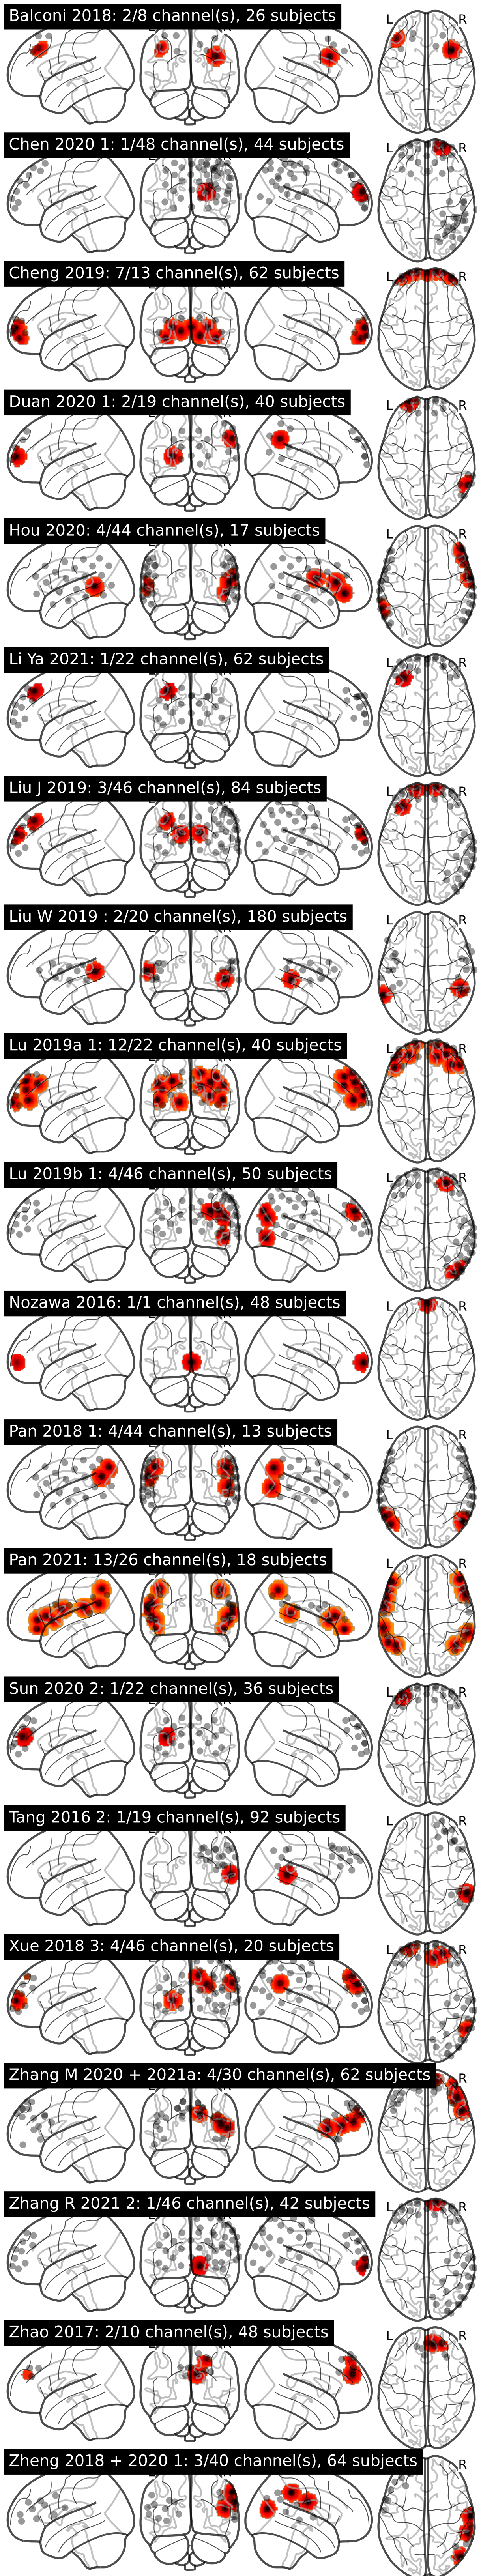 Balconi 2018: 2/8 channel(s), 26 subjects
L R
Chen 2020 1: 1/48 channel(s), 44 subjects
L R
Cheng 2019: 7/13 channel(s), 62 subjects
L R
Duan 2020 1: 2/19 channel(s), 40 subjects
L R
Hou 2020: 4/44 channel(s), 17 subjects
L R
Li Ya 2021: 1/22 channel(s), 62 subjects
L R
Liu J 2019: 3/46 channel(s), 84 subjects
L R
Liu W 2019 : 2/20 channel(s), 180 subjects
L R
Lu 2019a 1: 12/22 channel(s), 40 subjects
L R
Lu 2019b 1: 4/46 channel(s), 50 subjects
L R
Nozawa 2016: 1/1 channel(s), 48 subjects
L R
Pan 2018 1: 4/44 channel(s), 13 subjects
L R
Pan 2021: 13/26 channel(s), 18 subjects
L R
Sun 2020 2: 1/22 channel(s), 36 subjects
L R
Tang 2016 2: 1/19 channel(s), 92 subjects
L R
Xue 2018 3: 4/46 channel(s), 20 subjects
L R
Zhang M 2020 + 2021a: 4/30 channel(s), 62 subjects
R
Zhang R 2021 2: 1/46 channel(s), 42 subjects
L R
Zhao 2017: 2/10 channel(s), 48 subjects
L R
Zheng 2018 + 2020 1: 3/40 channel(s), 64 subjects
R